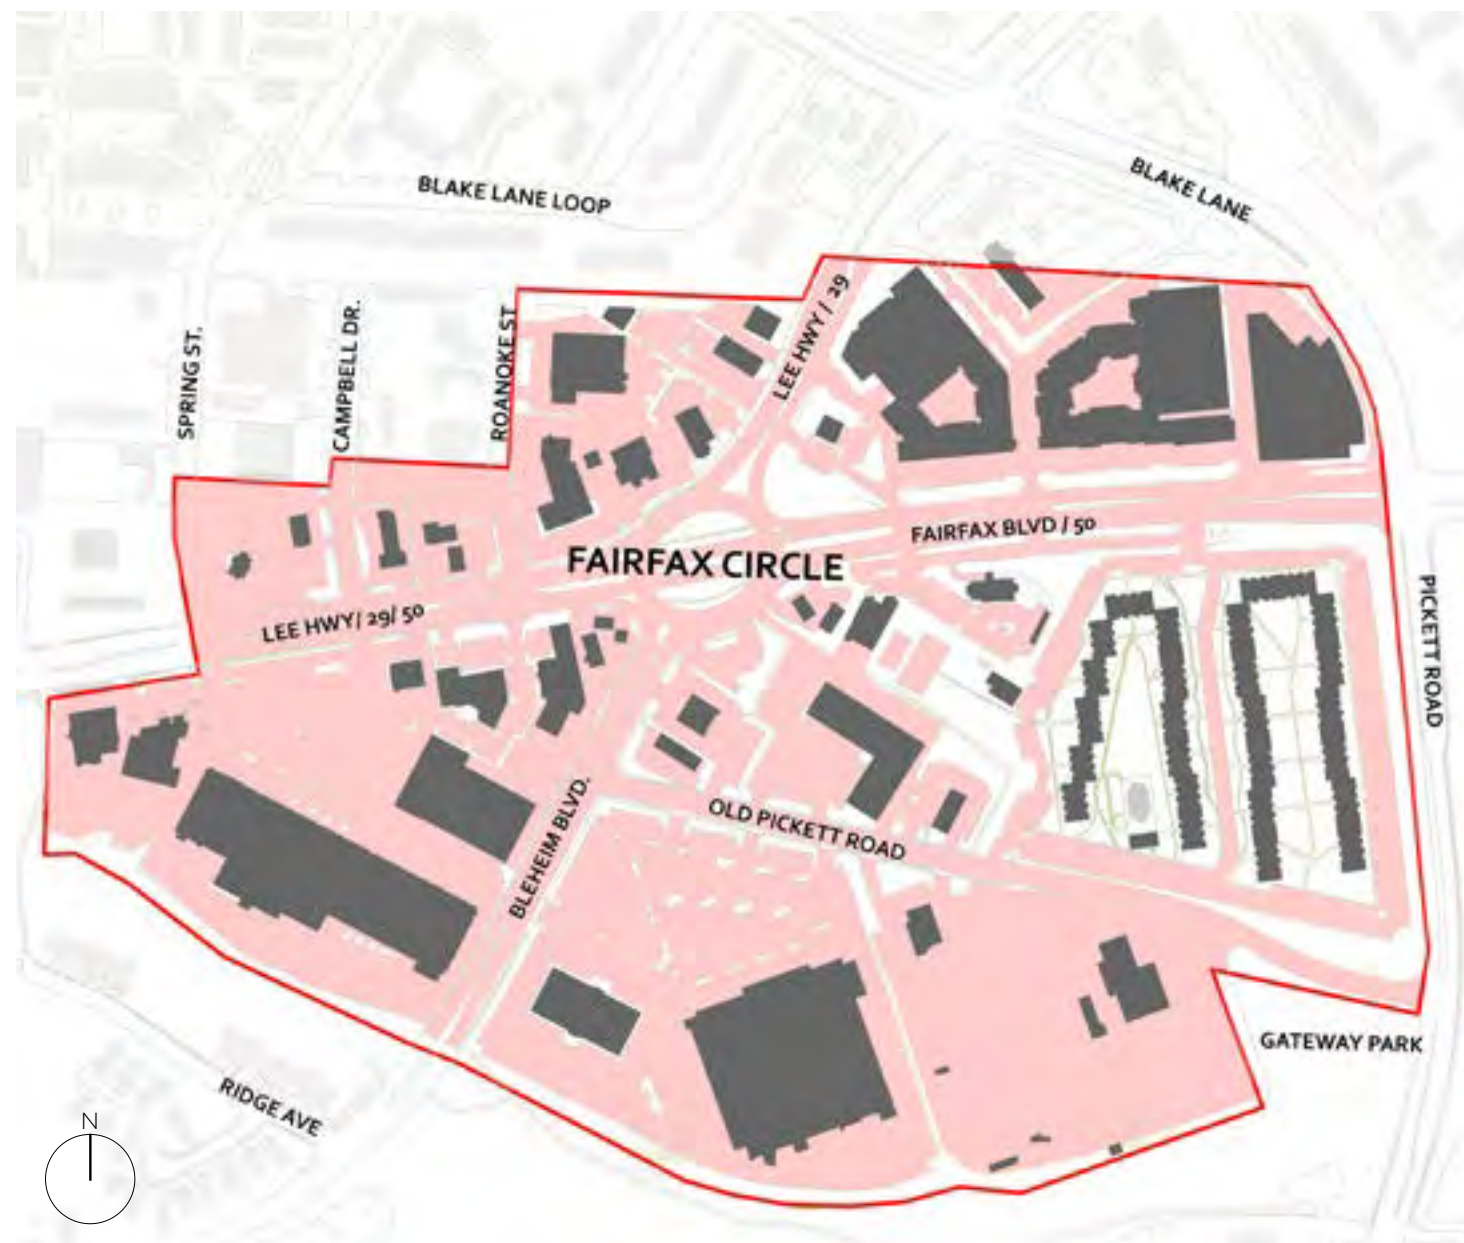 BLAKE LANE
BLAKE LANE LOOP
LEE HWY / 29
SPRING ST.
CAMPBELL DR.
ROANOKE ST
FAIRFAX BLVD / 50
FAIRFAX CIRCLE
LEE HWY/ 29/ 50
PICKETT ROAD
OLD PICKETT ROAD
BLEHEIM BLVD.
GATEWAY PARK
RIDGE AVE
N